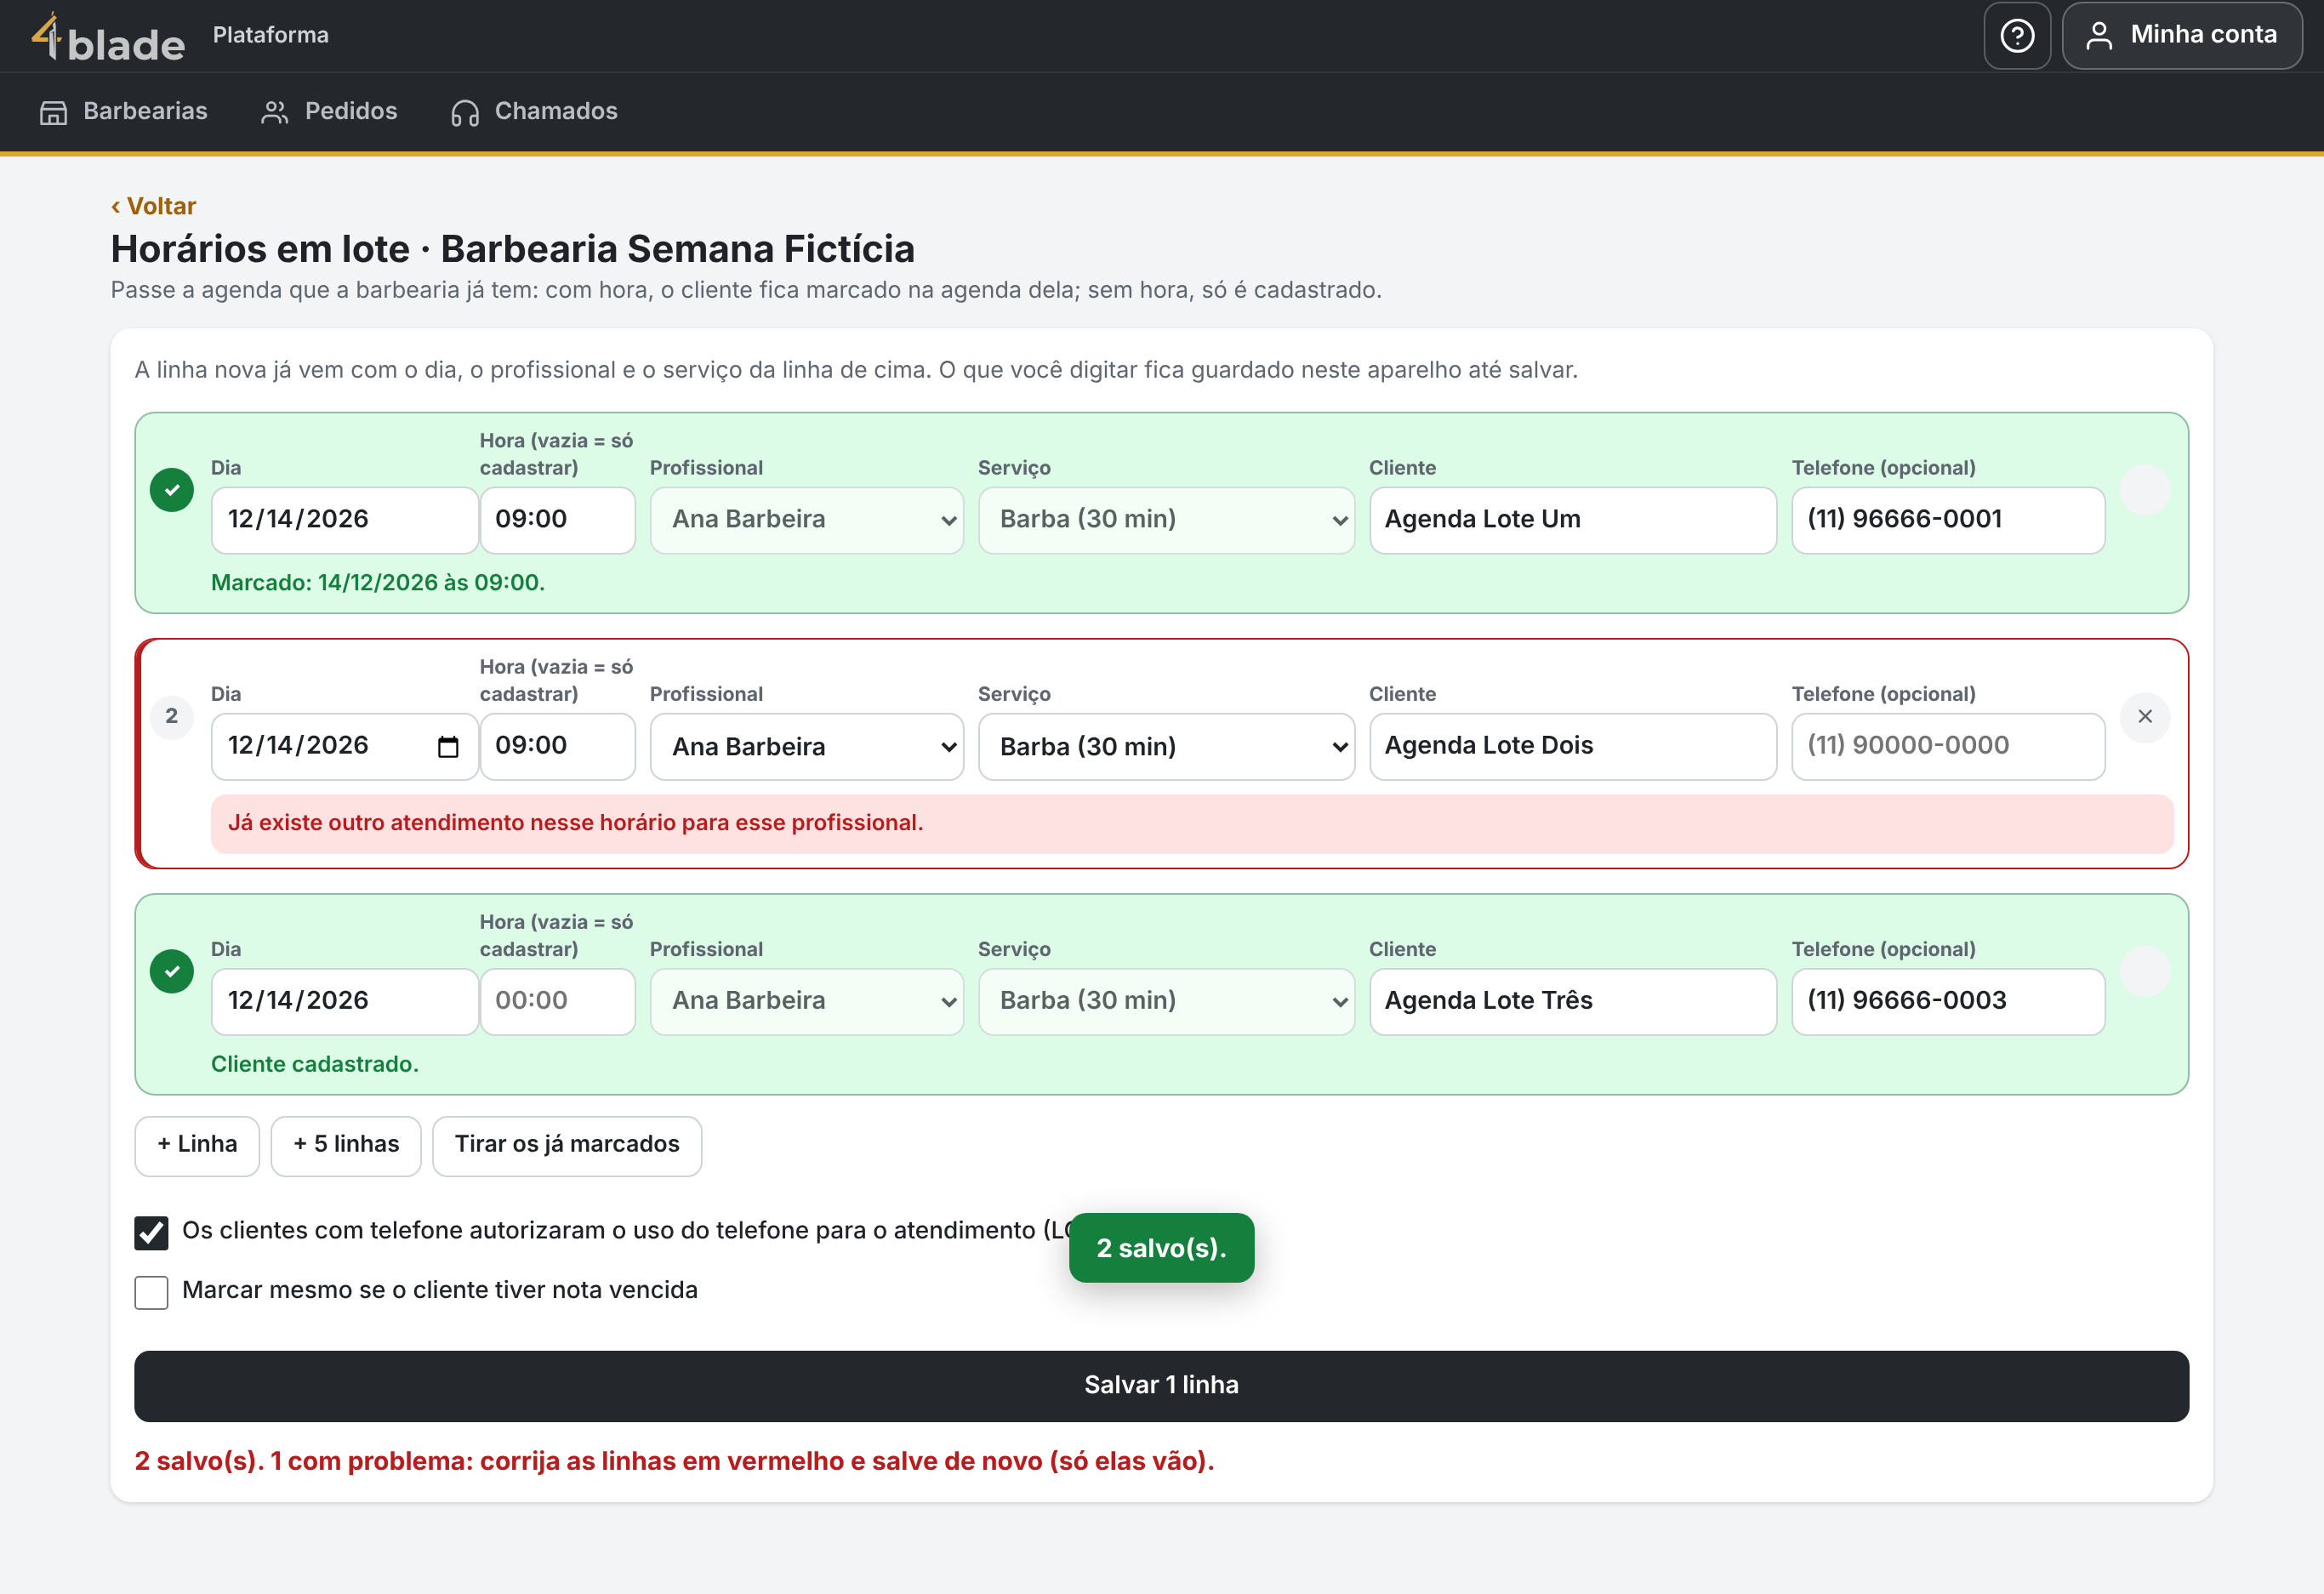 4blade Plataforma
Minha conta
Barbearias Pedidos Chamados
‹ Voltar
Horários em lote · Barbearia Semana Fictícia
Passe a agenda que a barbearia já tem: com hora, o cliente fica marcado na agenda dela; sem hora, só é cadastrado.
A linha nova já vem com o dia, o profissional e o serviço da linha de cima. O que você digitar fica guardado neste aparelho até salvar.
Dia
Hora (vazia = só
cadastrar)
Profissional
Serviço
Cliente
Telefone (opcional)
12/14/2026
09:00
Ana Barbeira
Barba (30 min)
Agenda Lote Um
(11) 96666-0001
Marcado: 14/12/2026 às 09:00.
2
Dia
Hora (vazia = só
cadastrar)
Profissional
Serviço
Cliente
Telefone (opcional)
12/14/2026
09:00
Ana Barbeira
Barba (30 min)
Agenda Lote Dois
(11) 90000-0000
Já existe outro atendimento nesse horário para esse profissional.
Dia
Hora (vazia = só
cadastrar)
Profissional
Serviço
Cliente
Telefone (opcional)
12/14/2026
00:00
Ana Barbeira
Barba (30 min)
Agenda Lote Três
(11) 96666-0003
Cliente cadastrado.
+ Linha
+ 5 linhas
Tirar os já marcados
Os clientes com telefone autorizaram o uso do telefone para o atendimento
2 salvo(s).
Marcar mesmo se o cliente tiver nota vencida
Salvar 1 linha
2 salvo(s). 1 com problema: corrija as linhas em vermelho e salve de novo (só elas vão).